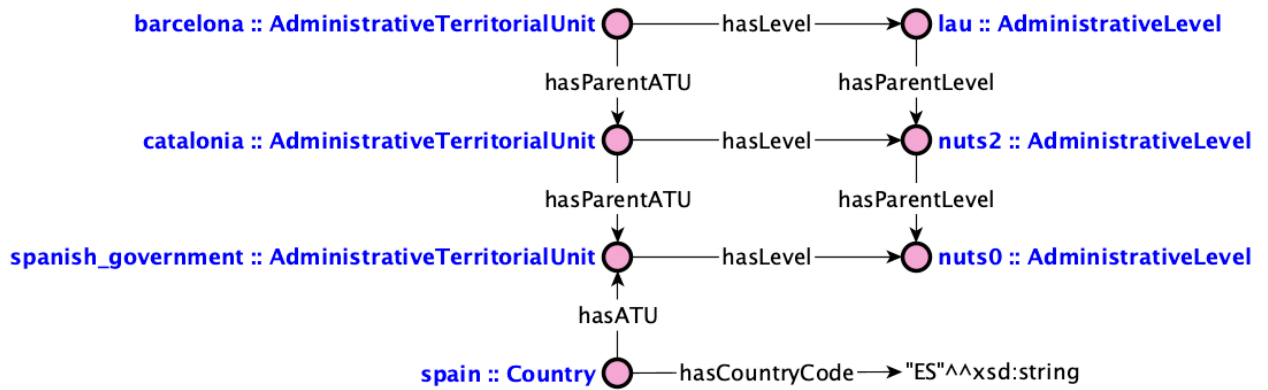 barcelona :: AdministrativeTerritorialUnit hasLevel lau :: AdministrativeLevel
hasParentATU hasParentLevel
catalonia :: AdministrativeTerritorialUnit hasLevel nuts2 :: AdministrativeLevel
hasParentATU hasParentLevel
spanish_government :: AdministrativeTerritorialUnit hasLevel nuts0 :: AdministrativeLevel
hasATU
spain :: Country hasCountryCode "ES"^^xsd:string